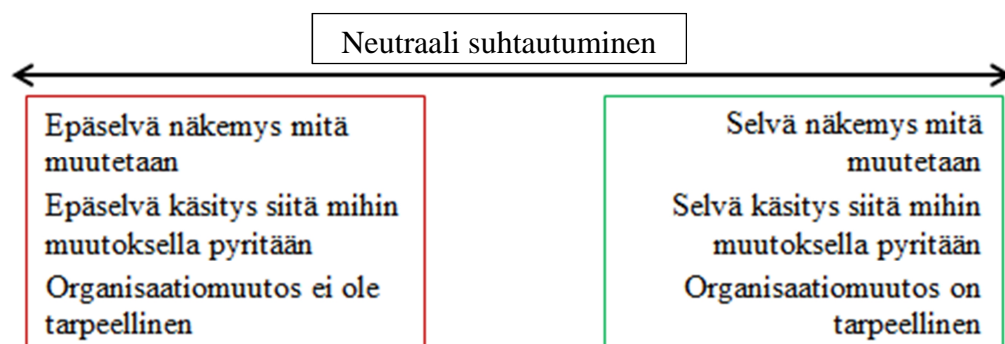 Neutraali suhtautuminen
Epäselvä näkemys mitä
muutetaan
Epäselvä käsitys siitä mihin
muutoksella pyritään
Organisaatiomuutos ei ole
tarpeellinen
Selvä näkemys mitä
muutetaan
Selvä käsitys siitä mihin
muutoksella pyritään
Organisaatiomuutos on
tarpeellinen